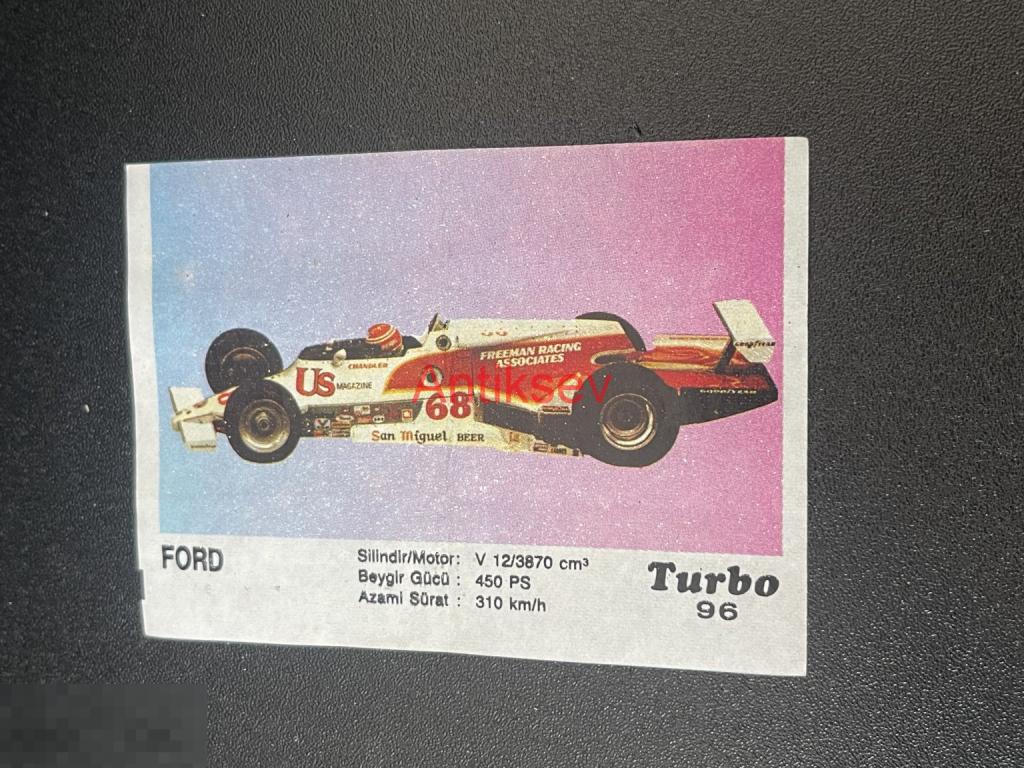 GOODYEAR
FREEMAN RACING
ASSOCIATES
CHANDLER
US MAGAZINE
GOODYEAR
Antiksev
68
San Miguel BEER
FORD
Silindir/Motor: V 12/3870 cm³
Beygir Gücü : 450 PS
Azami Sürat : 310 km/h
Turbo
96